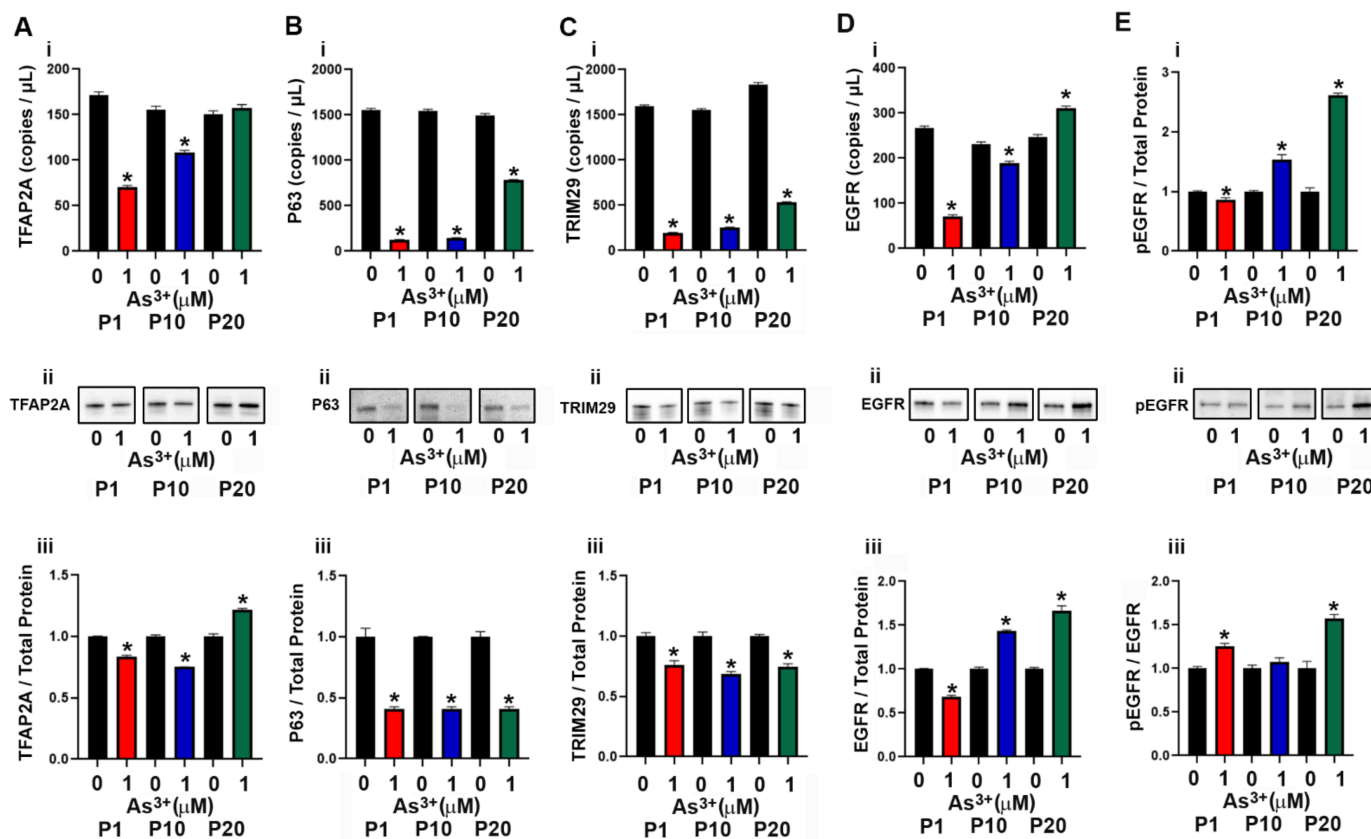 A
i
TFAP2A (copies / μL)
200
150
100
50
0
0 1 0 1 0 1
As³⁺(μM)
P1 P10 P20
ii
TFAP2A
0 1 0 1 0 1
As³⁺(μM)
P1 P10 P20
iii
TFAP2A / Total Protein
1.5
1.0
0.5
0.0
0 1 0 1 0 1
As³⁺(μM)
P1 P10 P20
* *
* * *
B
i
P63 (copies / μL)
2000
1500
1000
500
0
* * *
0 1 0 1 0 1
As³⁺(μM)
P1 P10 P20
ii
P63
0 1 0 1 0 1
As³⁺(μM)
P1 P10 P20
iii
P63 / Total Protein
1.5
1.0
0.5
0.0
* * *
0 1 0 1 0 1
As³⁺(μM)
P1 P10 P20
C
i
TRIM29 (copies / μL)
2000
1500
1000
500
0
* * *
0 1 0 1 0 1
As³⁺(μM)
P1 P10 P20
ii
TRIM29
0 1 0 1 0 1
As³⁺(μM)
P1 P10 P20
iii
TRIM29 / Total Protein
1.5
1.0
0.5
0.0
* * *
0 1 0 1 0 1
As³⁺(μM)
P1 P10 P20
D
i
EGFR (copies / μL)
400
300
200
100
0
* * *
0 1 0 1 0 1
As³⁺(μM)
P1 P10 P20
ii
EGFR
0 1 0 1 0 1
As³⁺(μM)
P1 P10 P20
iii
EGFR / Total Protein
2.0
1.5
1.0
0.5
0.0
* * *
0 1 0 1 0 1
As³⁺(μM)
P1 P10 P20
E
i
pEGFR / Total Protein
3
2
1
0
* * *
0 1 0 1 0 1
As³⁺(μM)
P1 P10 P20
ii
pEGFR
0 1 0 1 0 1
As³⁺(μM)
P1 P10 P20
iii
pEGFR / EGFR
2.0
1.5
1.0
0.5
0.0
* *
0 1 0 1 0 1
As³⁺(μM)
P1 P10 P20